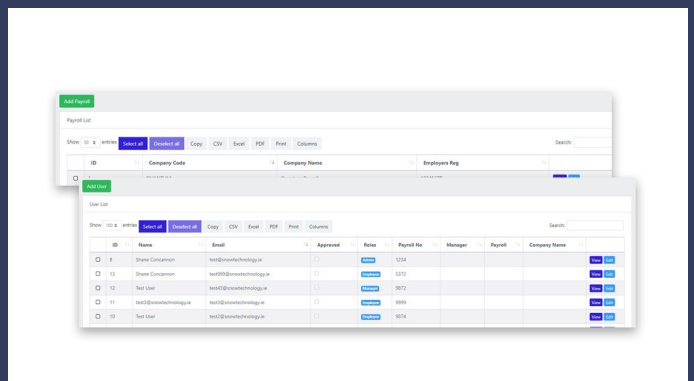 Add Payroll
Payroll List
Show 10 entries Select all Deselect all Copy CSV Excel PDF Print Columns Search:
ID Company Code Company Name Employers Reg
Add User
User List
Show 100 entries Select all Deselect all Copy CSV Excel PDF Print Columns Search:
ID Name Email Approved Roles Payroll No Manager Payroll Company Name
Shane Concannon test@snowtechnology.ie Admin 1234 View Edit
13 Shane Concannon test999@snowtechnology.ie Employee 5372 View Edit
12 Test User test45@snowtechnology.ie Manager 9872 View Edit
11 test3@snowtechnology.ie test3@snowtechnology.ie Employee 9999 View Edit
10 Test User test2@snowtechnology.ie Employee 9874 View Edit